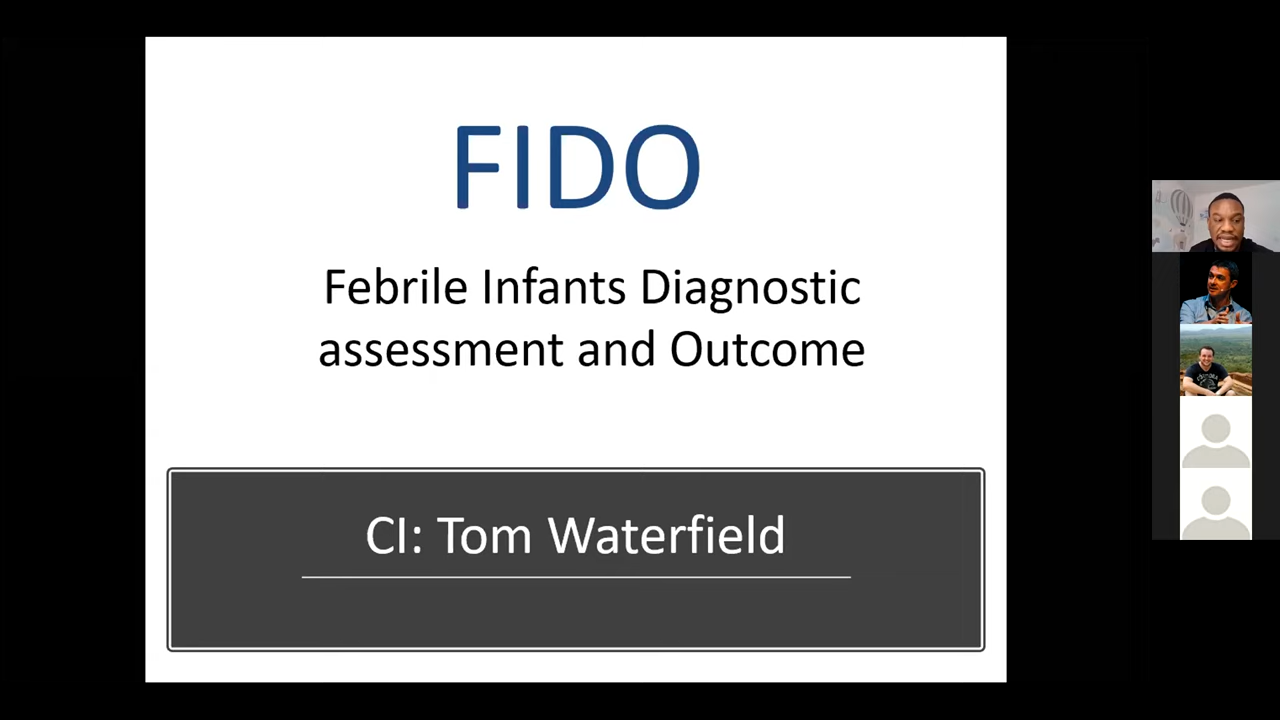 FIDO
Febrile Infants Diagnostic
assessment and Outcome
CI: Tom Waterfield